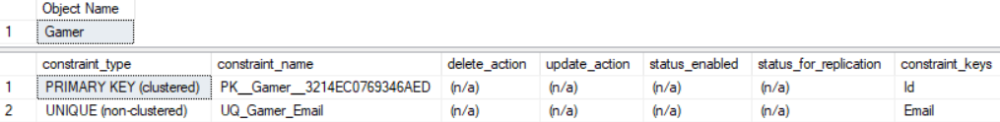 Object Name
1 Gamer
constraint_type constraint_name delete_action update_action status_enabled status_for_replication constraint_keys
1 PRIMARY KEY (clustered) PK__Gamer__3214EC0769346AED (n/a) (n/a) (n/a) (n/a) Id
2 UNIQUE (non-clustered) UQ_Gamer_Email (n/a) (n/a) (n/a) (n/a) Email